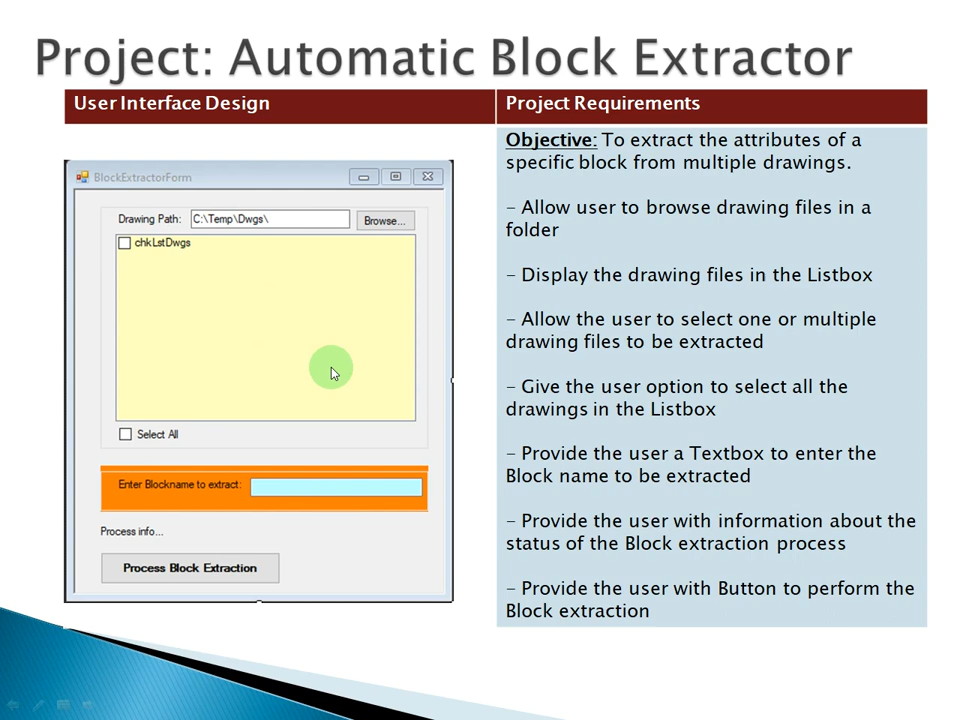 Project: Automatic Block Extractor
User Interface Design
Project Requirements
BlockExtractorForm
Drawing Path:
C:\Temp\Dwgs\
Browse...
chkLstDwgs
Select All
Enter Blockname to extract:
Process info...
Process Block Extraction
Objective: To extract the attributes of a
specific block from multiple drawings.
- Allow user to browse drawing files in a
folder
- Display the drawing files in the Listbox
- Allow the user to select one or multiple
drawing files to be extracted
- Give the user option to select all the
drawings in the Listbox
- Provide the user a Textbox to enter the
Block name to be extracted
- Provide the user with information about the
status of the Block extraction process
- Provide the user with Button to perform the
Block extraction